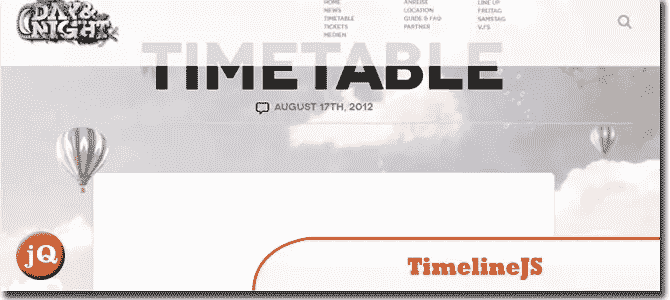 DAY&
NIGHT
HOME
NEWS
TIMETABLE
TICKETS
MEDIEN
ANREISE
LOCATION
GUIDE & FAQ
PARTNER
LINE UP
FREITAG
SAMSTAG
VJ'S
TIMETABLE
AUGUST 17TH, 2012
jQ
TimelineJS